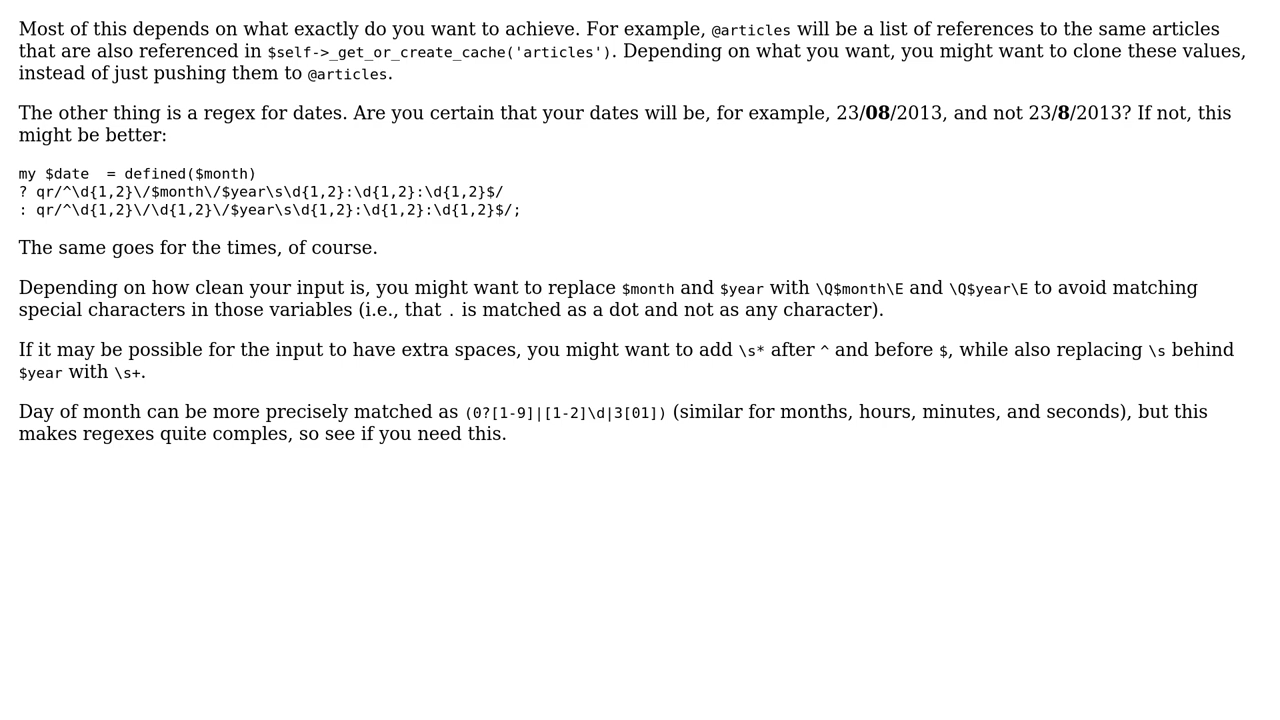 Most of this depends on what exactly do you want to achieve. For example, @articles will be a list of references to the same articles
that are also referenced in $self->_get_or_create_cache('articles'). Depending on what you want, you might want to clone these values,
instead of just pushing them to @articles.
The other thing is a regex for dates. Are you certain that your dates will be, for example, 23/08/2013, and not 23/8/2013? If not, this
might be better:
my $date  = defined($month)
? qr/^\d{1,2}\/$month\/$year\s\d{1,2}:\d{1,2}:\d{1,2}$/
: qr/^\d{1,2}\/\d{1,2}\/$year\s\d{1,2}:\d{1,2}:\d{1,2}$/;
The same goes for the times, of course.
Depending on how clean your input is, you might want to replace $month and $year with \Q$month\E and \Q$year\E to avoid matching
special characters in those variables (i.e., that . is matched as a dot and not as any character).
If it may be possible for the input to have extra spaces, you might want to add \s* after ^ and before $, while also replacing \s behind
$year with \s+.
Day of month can be more precisely matched as (0?[1-9]|[1-2]\d|3[01]) (similar for months, hours, minutes, and seconds), but this
makes regexes quite comples, so see if you need this.